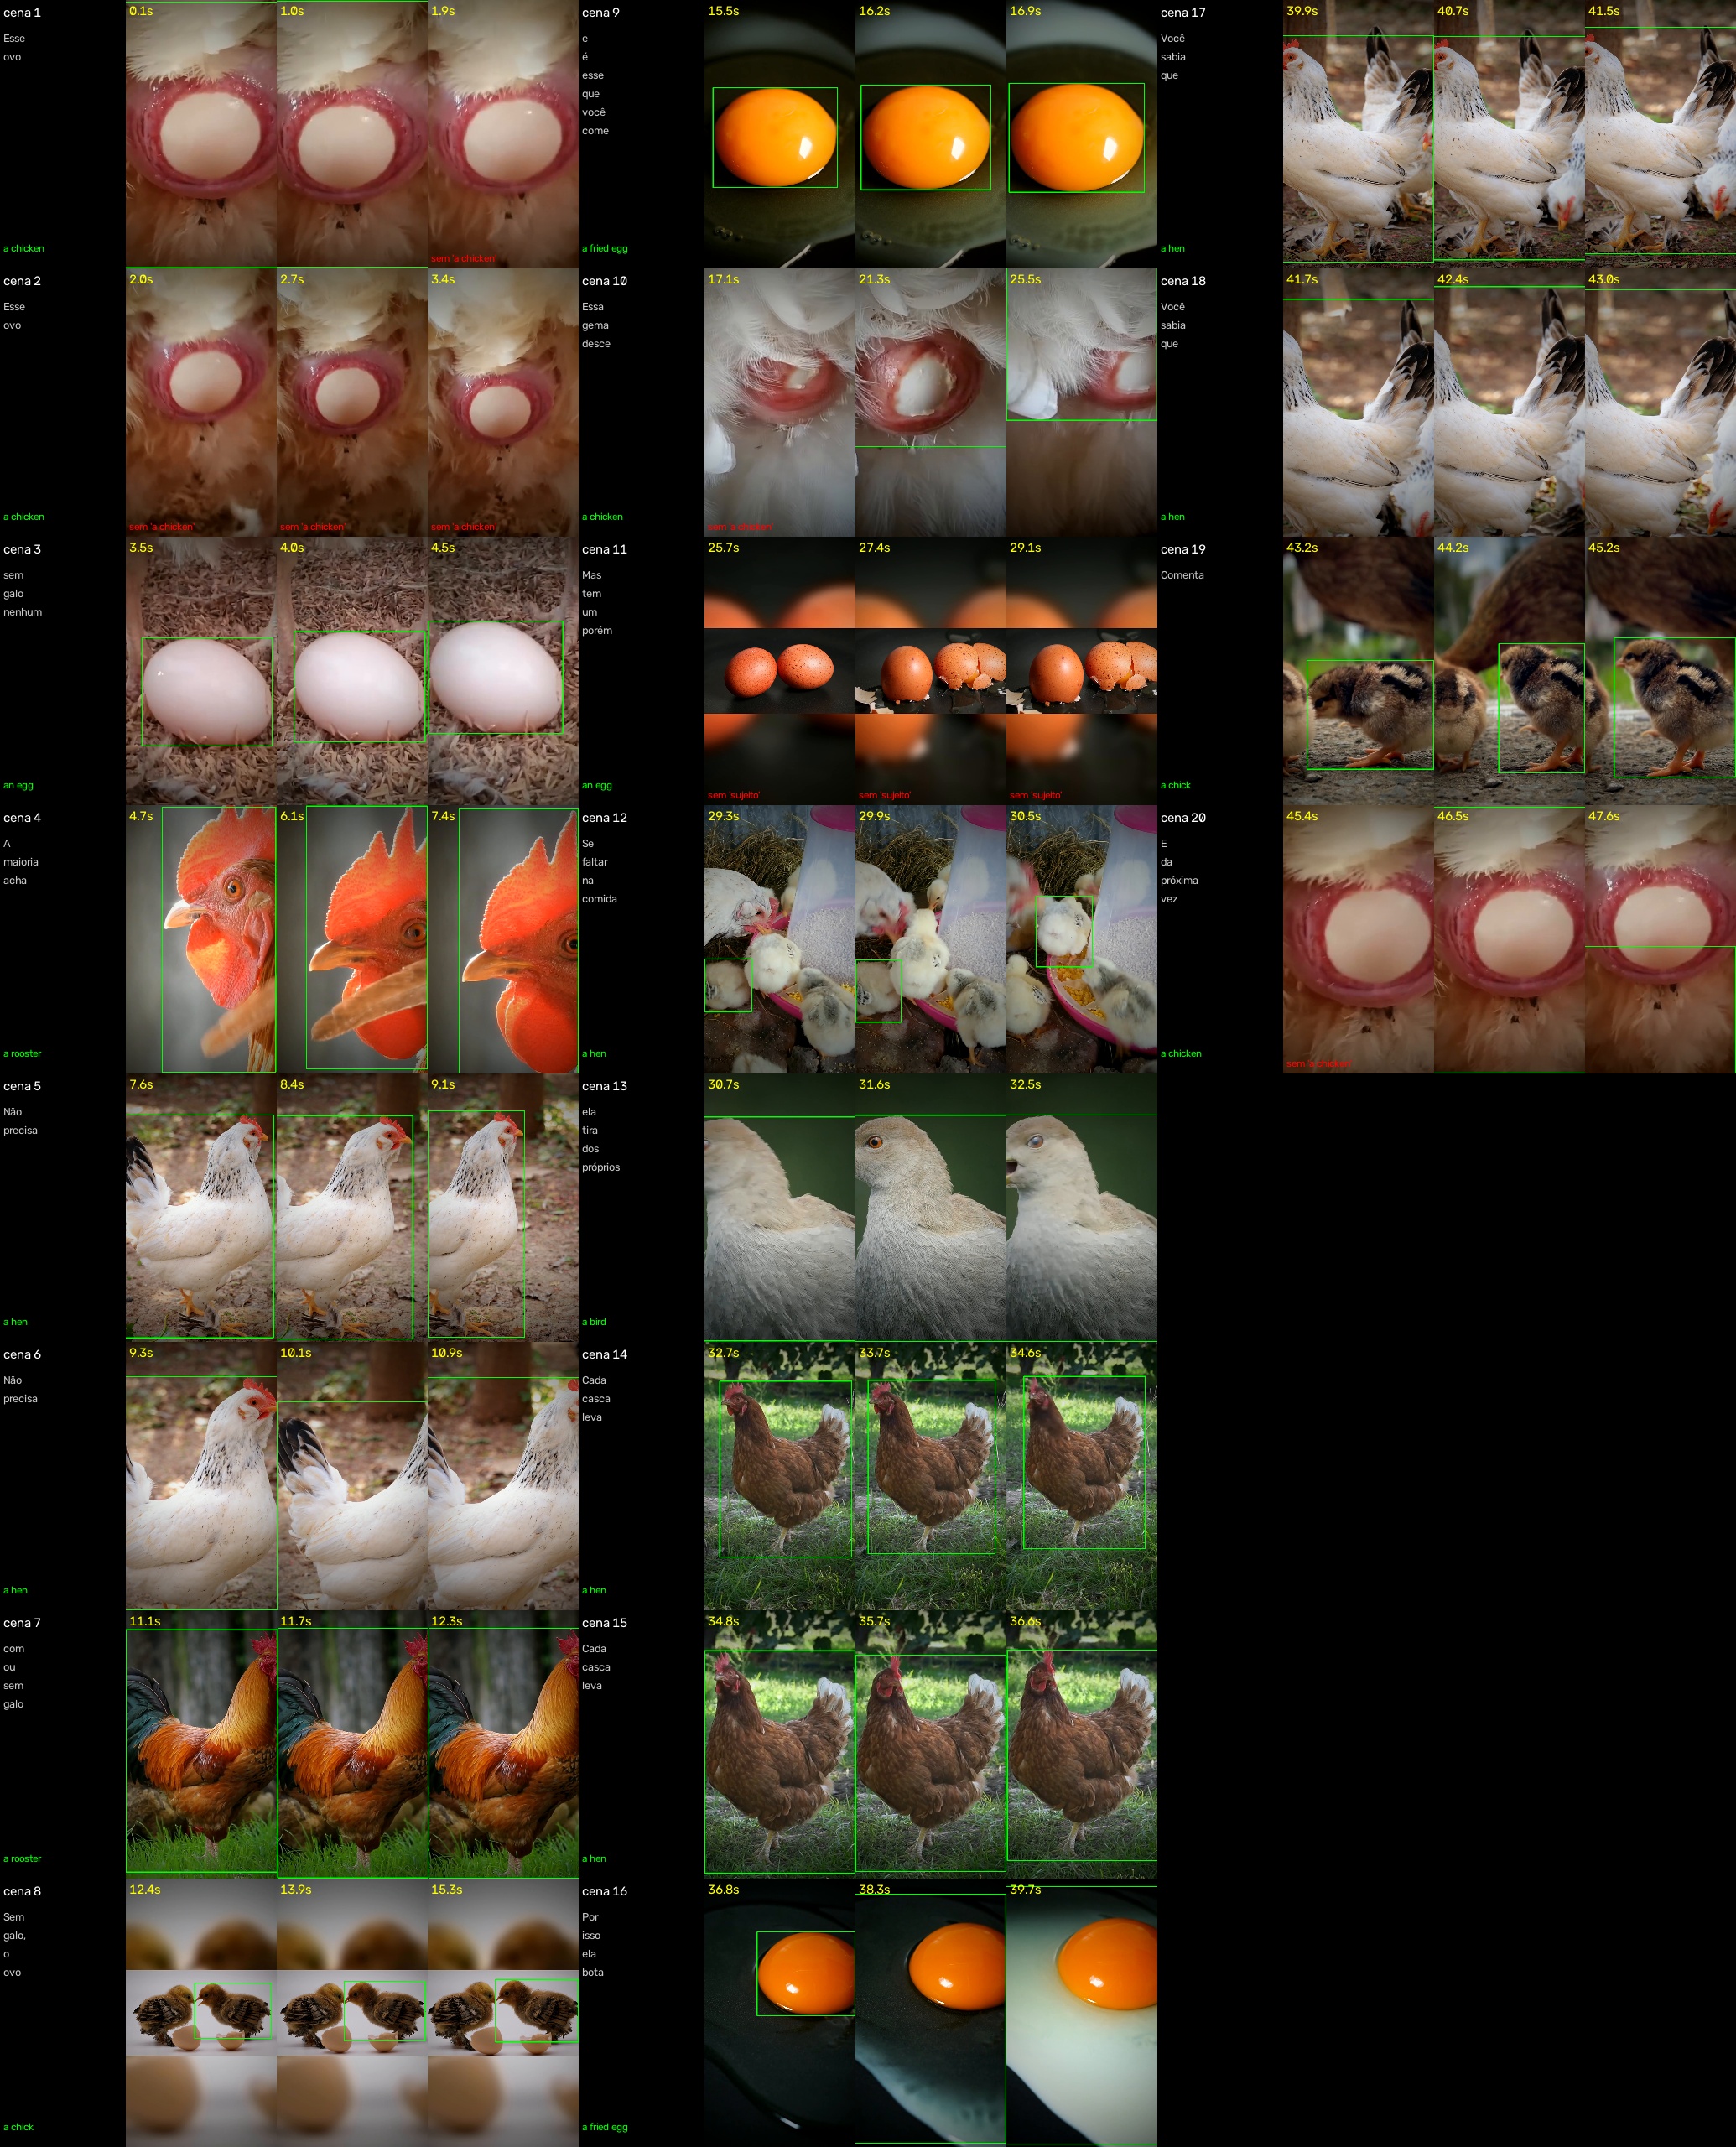 cena 1
Esse
ovo
a chicken
0.1s
1.0s
1.9s
sem 'a chicken'
cena 2
Esse
ovo
a chicken
2.0s
2.7s
3.4s
sem 'a chicken'
sem 'a chicken'
sem 'a chicken'
cena 3
sem
galo
nenhum
an egg
3.5s
4.0s
4.5s
cena 4
A
maioria
acha
a rooster
4.7s
6.1s
7.4s
cena 5
Não
precisa
a hen
7.6s
8.4s
9.1s
cena 6
Não
precisa
a hen
9.3s
10.1s
10.9s
cena 7
com
ou
sem
galo
a rooster
11.1s
11.7s
12.3s
cena 8
Sem
galo,
o
ovo
a chick
12.4s
13.9s
15.3s
cena 9
e
é
esse
que
você
come
a fried egg
15.5s
16.2s
16.9s
cena 10
Essa
gema
desce
a chicken
17.1s
21.3s
25.5s
sem 'a chicken'
cena 11
Mas
tem
um
porém
an egg
25.7s
27.4s
29.1s
sem 'sujeito'
sem 'sujeito'
sem 'sujeito'
cena 12
Se
faltar
na
comida
a hen
29.3s
29.9s
30.5s
cena 13
ela
tira
dos
próprios
a bird
30.7s
31.6s
32.5s
cena 14
Cada
casca
leva
a hen
32.7s
33.7s
34.6s
cena 15
Cada
casca
leva
a hen
34.8s
35.7s
36.6s
cena 16
Por
isso
ela
bota
a fried egg
36.8s
38.3s
39.7s
cena 17
Você
sabia
que
a hen
39.9s
40.7s
41.5s
cena 18
Você
sabia
que
a hen
41.7s
42.4s
43.0s
cena 19
Comenta
a chick
43.2s
44.2s
45.2s
cena 20
E
da
próxima
vez
a chicken
45.4s
46.5s
47.6s
sem 'a chicken'